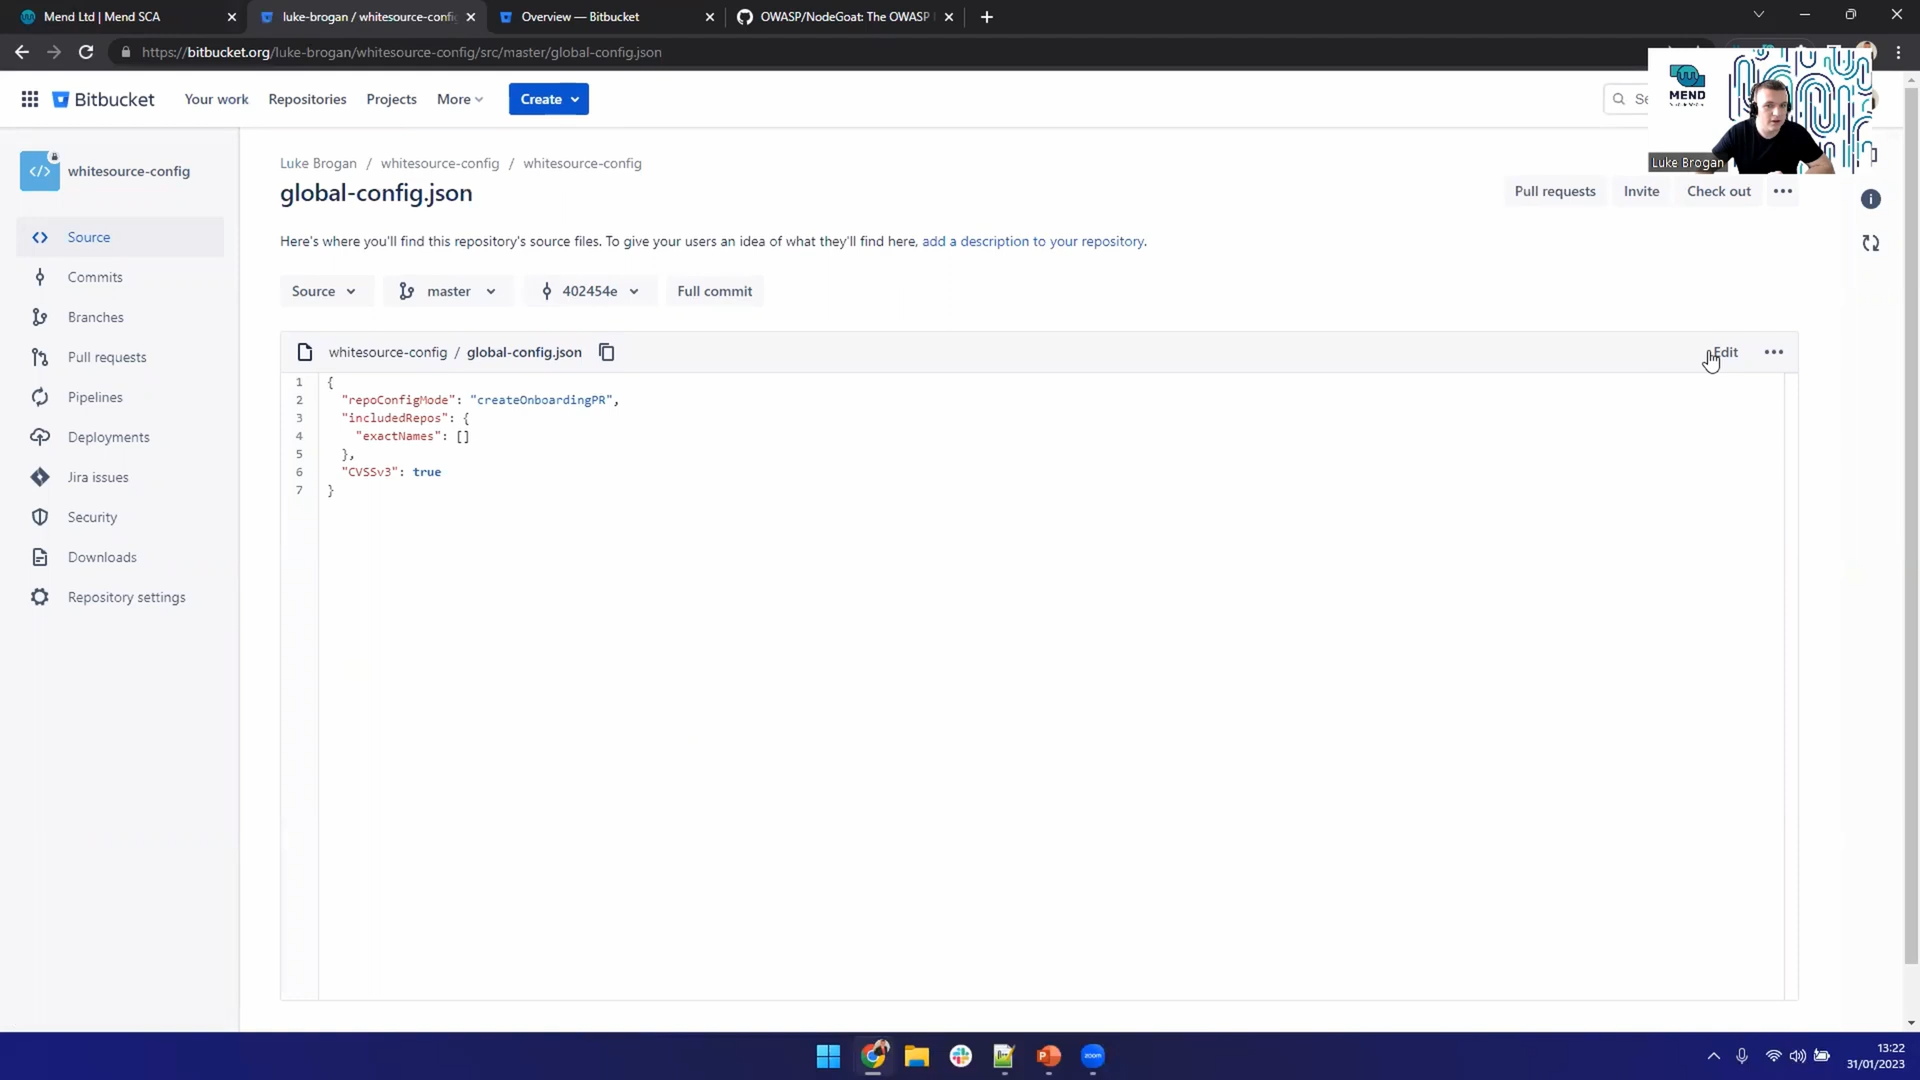 Mend Ltd | Mend SCA
luke-brogan / whitesource-config
Overview — Bitbucket
OWASP/NodeGoat: The OWASP
https://bitbucket.org/luke-brogan/whitesource-config/src/master/global-config.json
Bitbucket
Your work
Repositories
Projects
More
Create
Se
MEND
Luke Brogan
whitesource-config
Luke Brogan / whitesource-config / whitesource-config
global-config.json
Pull requests
Invite
Check out
Here's where you'll find this repository's source files. To give your users an idea of what they'll find here, add a description to your repository.
Source
Commits
Branches
Pull requests
Pipelines
Deployments
Jira issues
Security
Downloads
Repository settings
Source
master
402454e
Full commit
whitesource-config / global-config.json
Edit
1 {
2 "repoConfigMode": "createOnboardingPR",
3 "includedRepos": {
4 "exactNames": []
5 },
6 "CVSSv3": true
7 }
zoom
13:22
31/01/2023